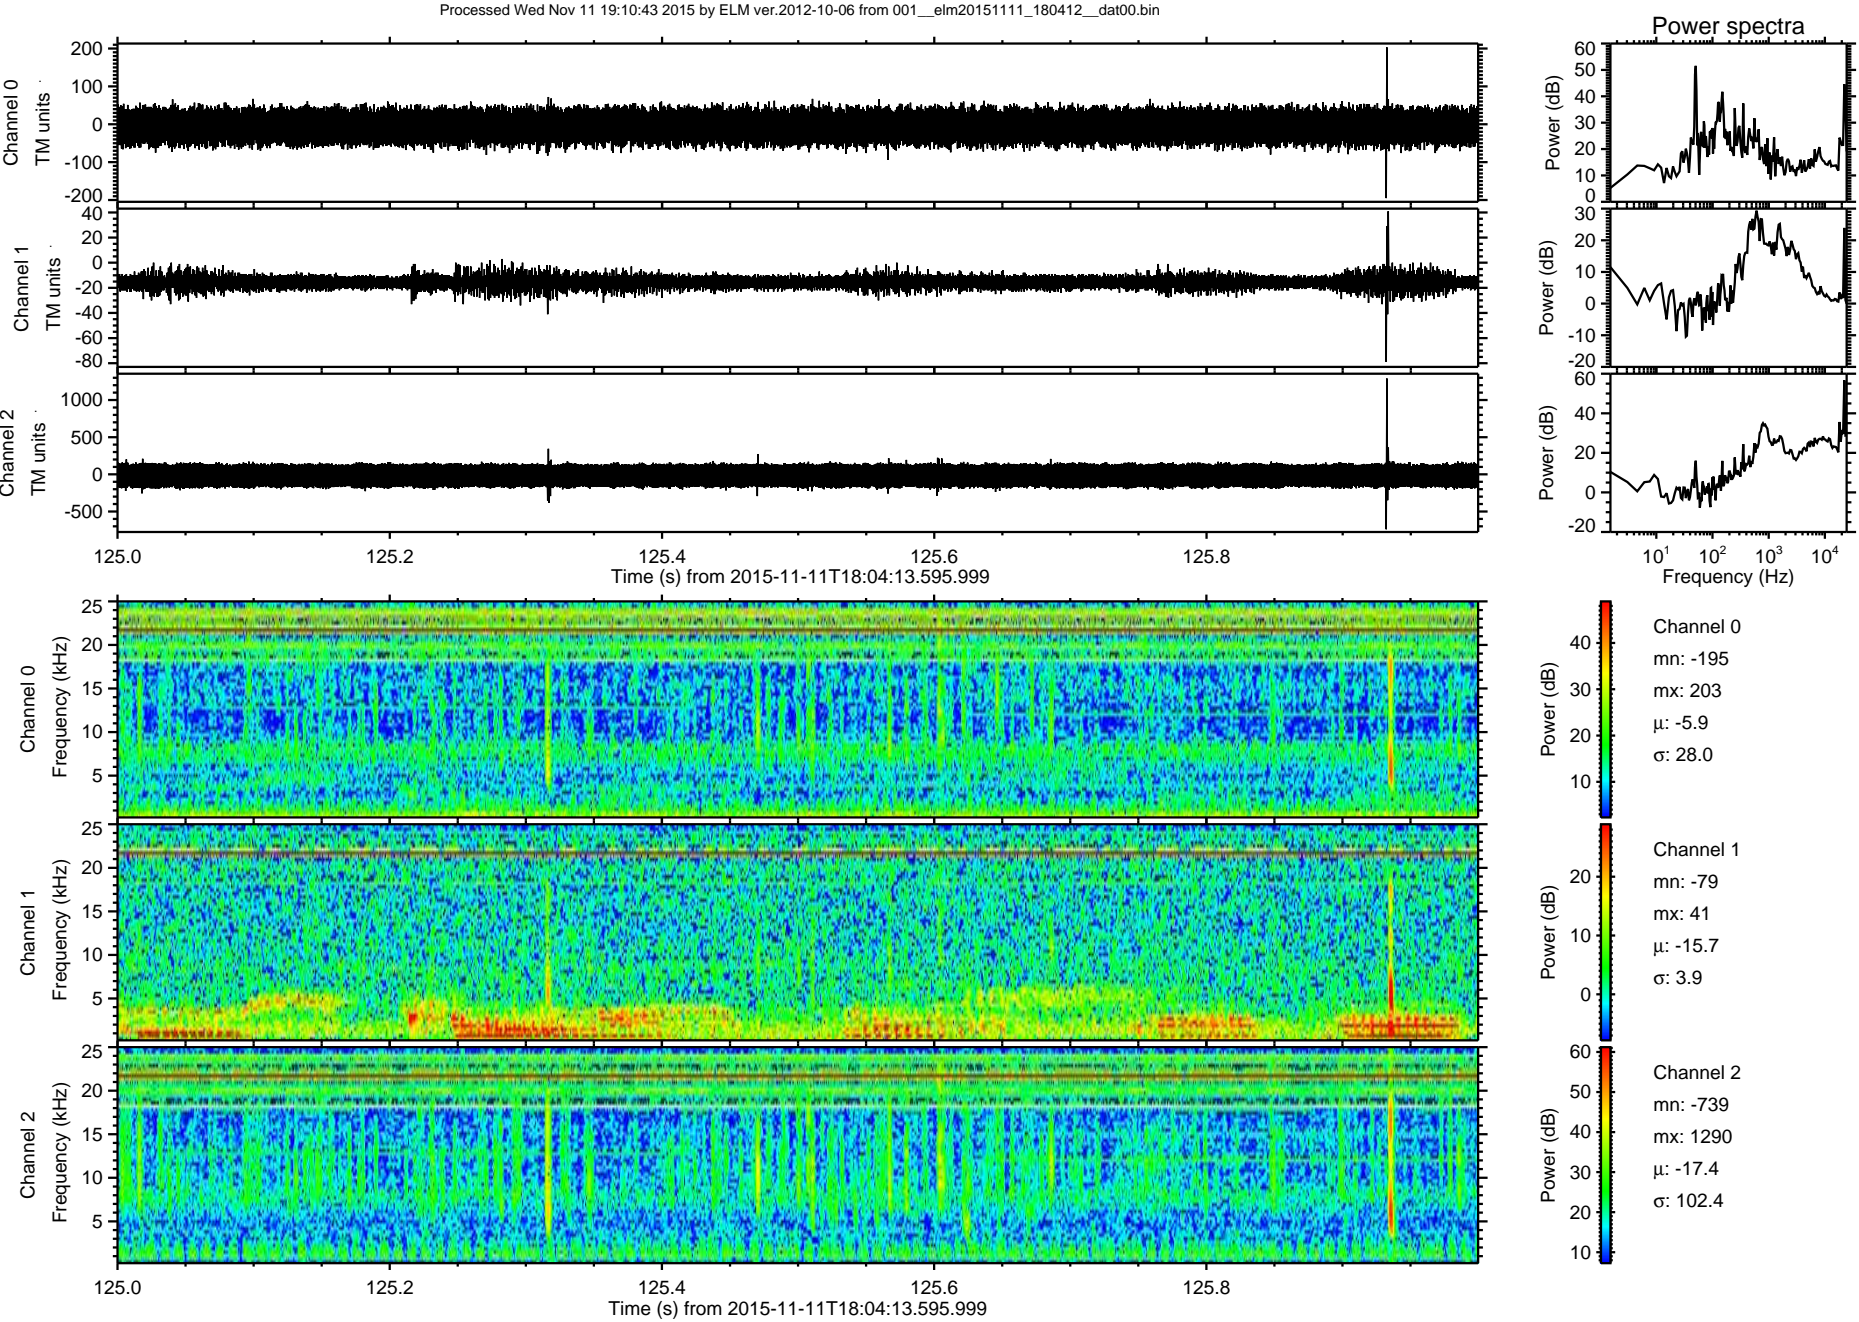 Processed Wed Nov 11 19:10:43 2015 by ELM ver.2012-10-06 from 001__elm20151111_180412__dat00.bin
Power spectra
Channel 0
TM units
200
100
0
-100
-200
Power (dB)
60
50
40
30
20
10
0
Channel 1
TM units
40
20
0
-20
-40
-60
-80
Power (dB)
30
20
10
0
-10
-20
Channel 2
TM units
1000
500
0
-500
Power (dB)
60
40
20
0
-20
125.0 125.2 125.4 125.6 125.8
Time (s) from 2015-11-11T18:04:13.595.999
10¹ 10² 10³ 10⁴
Frequency (Hz)
Channel 0
Frequency (kHz)
25
20
15
10
5
Power (dB)
40
30
20
10
Channel 0
mn: -195
mx: 203
μ: -5.9
σ: 28.0
Channel 1
Frequency (kHz)
25
20
15
10
5
Power (dB)
20
10
0
Channel 1
mn: -79
mx: 41
μ: -15.7
σ: 3.9
Channel 2
Frequency (kHz)
25
20
15
10
5
Power (dB)
60
50
40
30
20
10
Channel 2
mn: -739
mx: 1290
μ: -17.4
σ: 102.4
125.0 125.2 125.4 125.6 125.8
Time (s) from 2015-11-11T18:04:13.595.999